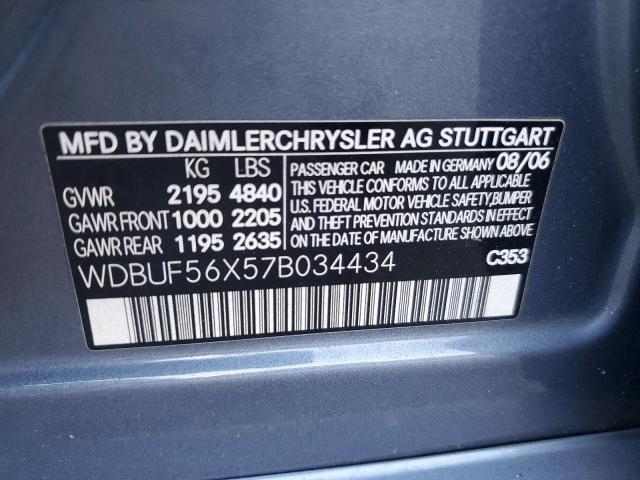 MFD BY DAIMLERCHRYSLER AG STUTTGART
KG LBS
GVWR 2195 4840
GAWR FRONT 1000 2205
GAWR REAR 1195 2635
PASSENGER CAR MADE IN GERMANY 08/06
THIS VEHICLE CONFORMS TO ALL APPLICABLE
U.S. FEDERAL MOTOR VEHICLE SAFETY,BUMPER
AND THEFT PREVENTION STANDARDS IN EFFECT
ON THE DATE OF MANUFACTURE SHOWN ABOVE
WDBUF56X57B034434
C353